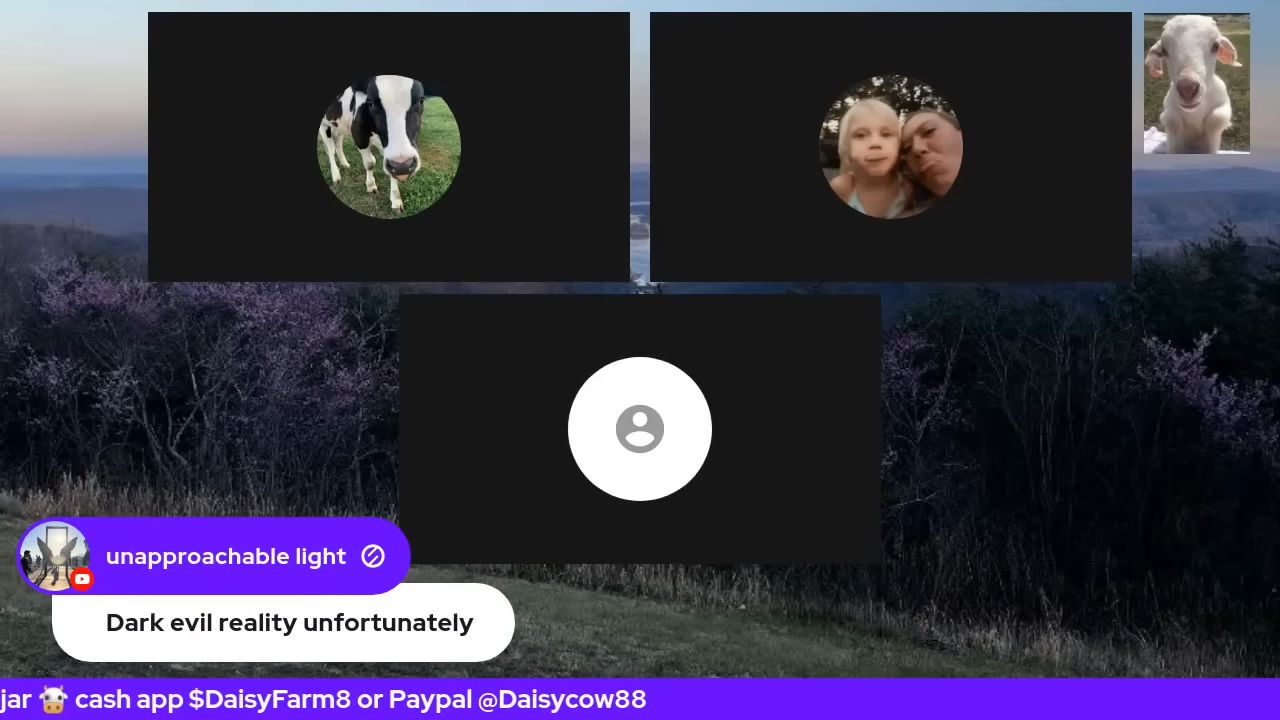 unapproachable light
Dark evil reality unfortunately
jar 🐮 cash app $DaisyFarm8 or Paypal @Daisycow88